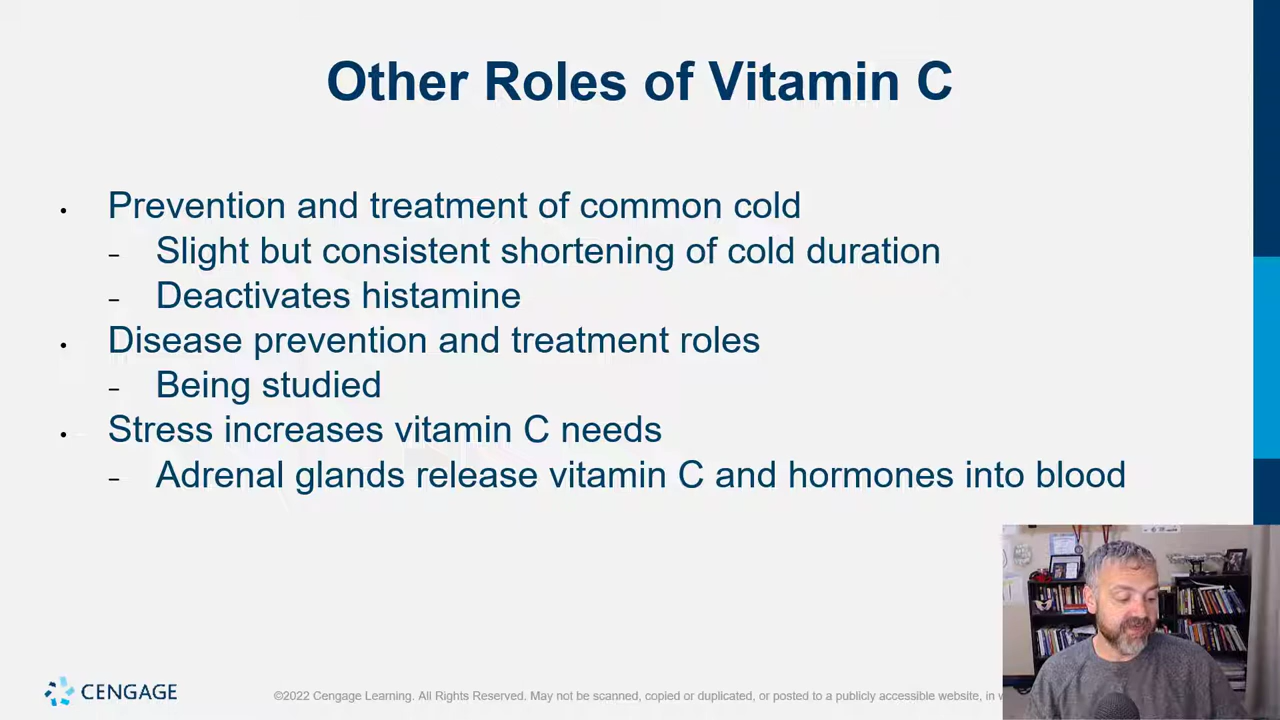 Other Roles of Vitamin C
• Prevention and treatment of common cold
– Slight but consistent shortening of cold duration
– Deactivates histamine
• Disease prevention and treatment roles
– Being studied
• Stress increases vitamin C needs
– Adrenal glands release vitamin C and hormones into blood
CENGAGE
©2022 Cengage Learning. All Rights Reserved. May not be scanned, copied or duplicated, or posted to a publicly accessible website, in